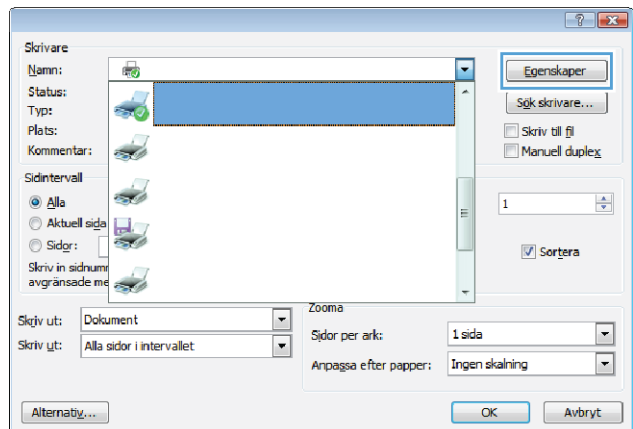 Skrivare
Namn:
Egenskaper
Status:
Typ:
Sök skrivare...
Plats:
Skriv till fil
Kommentar:
Manuell duplex
Sidintervall
Alla
1
Aktuell sida
Sidor:
Sortera
Skriv in sidnumr
avgränsade me
Zooma
Skriv ut: Dokument
Sidor per ark: 1 sida
Skriv ut: Alla sidor i intervallet
Anpassa efter papper: Ingen skalning
Alternativ...
OK
Avbryt